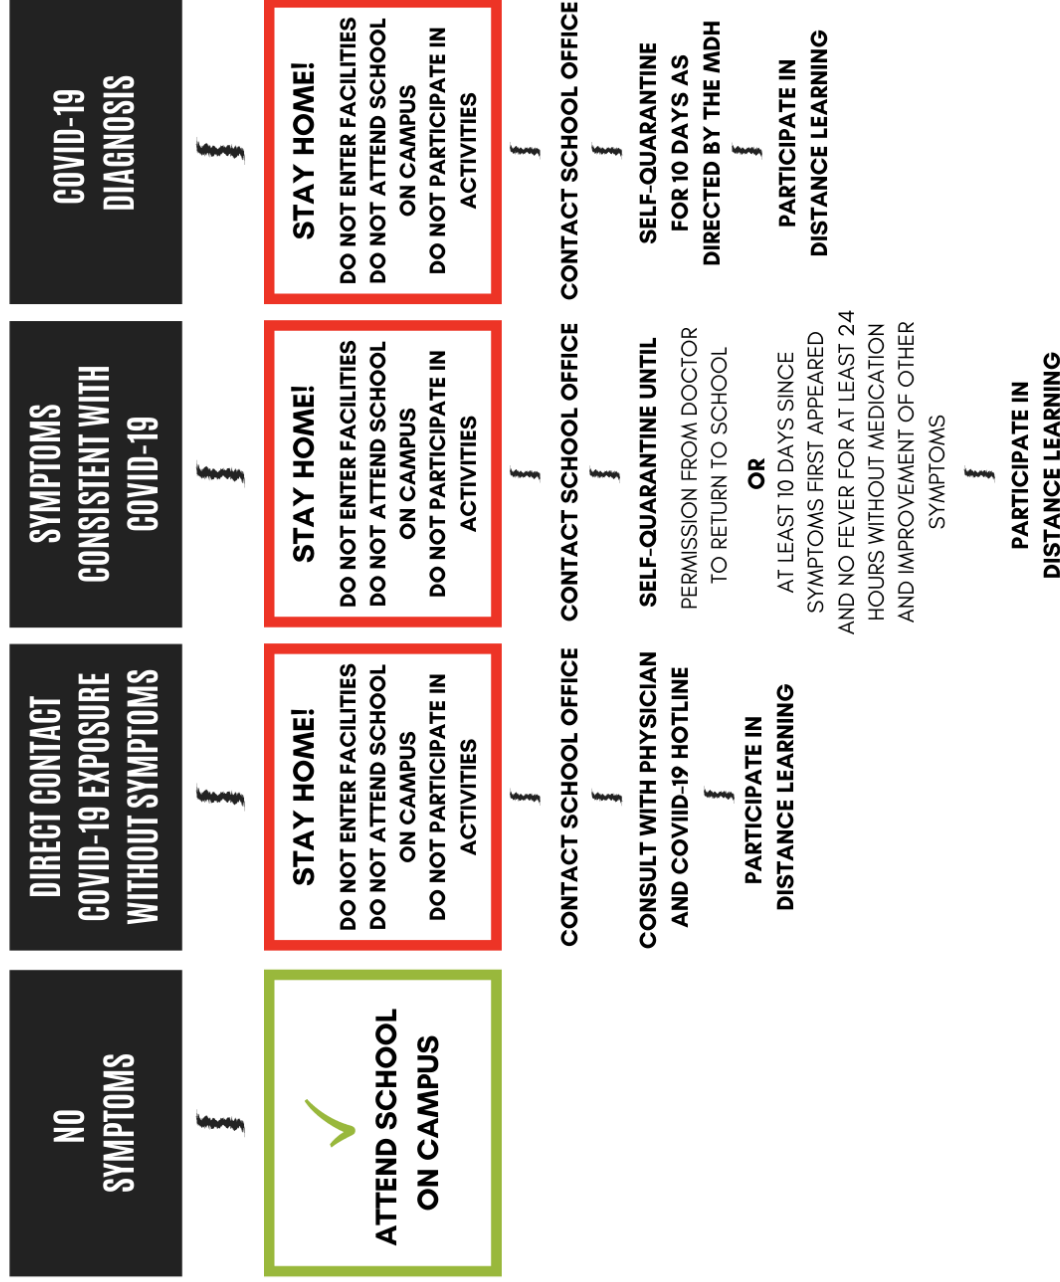 NO
SYMPTOMS
ATTEND SCHOOL
ON CAMPUS
DIRECT CONTACT
COVID-19 EXPOSURE
WITHOUT SYMPTOMS
STAY HOME!
DO NOT ENTER FACILITIES
DO NOT ATTEND SCHOOL
ON CAMPUS
DO NOT PARTICIPATE IN
ACTIVITIES
CONTACT SCHOOL OFFICE
CONSULT WITH PHYSICIAN
AND COVIID-19 HOTLINE
PARTICIPATE IN
DISTANCE LEARNING
SYMPTOMS
CONSISTENT WITH
COVID-19
STAY HOME!
DO NOT ENTER FACILITIES
DO NOT ATTEND SCHOOL
ON CAMPUS
DO NOT PARTICIPATE IN
ACTIVITIES
CONTACT SCHOOL OFFICE
SELF-QUARANTINE UNTIL
PERMISSION FROM DOCTOR
TO RETURN TO SCHOOL
OR
AT LEAST 10 DAYS SINCE
SYMPTOMS FIRST APPEARED
AND NO FEVER FOR AT LEAST 24
HOURS WITHOUT MEDICATION
AND IMPROVEMENT OF OTHER
SYMPTOMS
PARTICIPATE IN
DISTANCE LEARNING
COVID-19
DIAGNOSIS
STAY HOME!
DO NOT ENTER FACILITIES
DO NOT ATTEND SCHOOL
ON CAMPUS
DO NOT PARTICIPATE IN
ACTIVITIES
CONTACT SCHOOL OFFICE
SELF-QUARANTINE
FOR 10 DAYS AS
DIRECTED BY THE MDH
PARTICIPATE IN
DISTANCE LEARNING